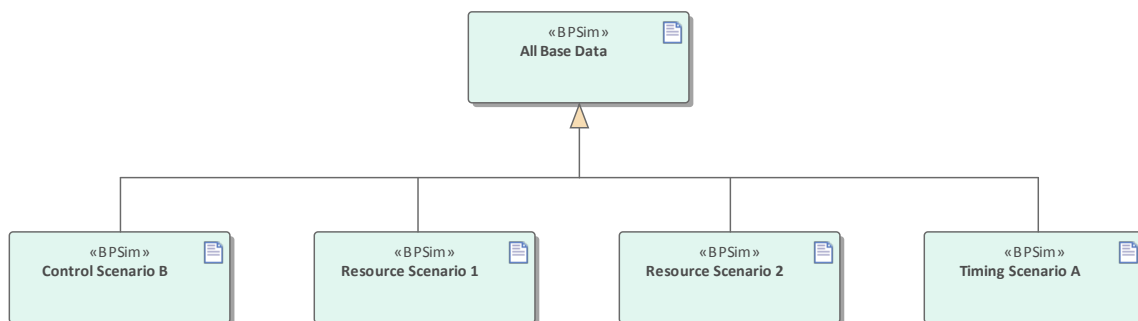 «BPSim»
All Base Data
«BPSim»
Control Scenario B
«BPSim»
Resource Scenario 1
«BPSim»
Resource Scenario 2
«BPSim»
Timing Scenario A